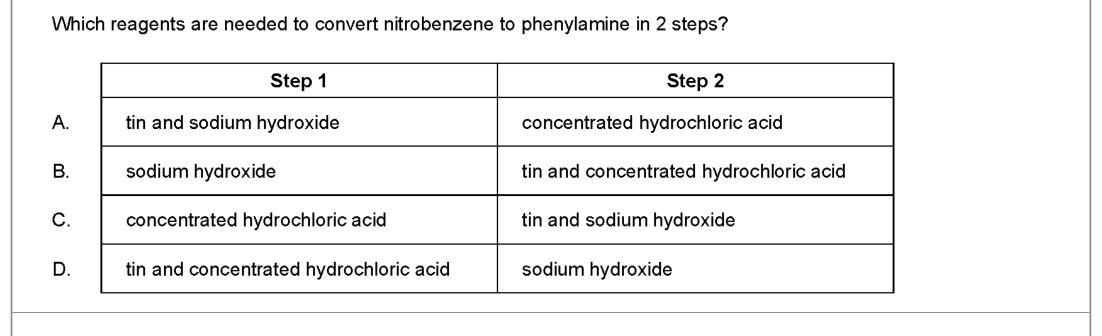 Which reagents are needed to convert nitrobenzene to phenylamine in 2 steps?
Step 1 Step 2
A. tin and sodium hydroxide concentrated hydrochloric acid
B. sodium hydroxide tin and concentrated hydrochloric acid
C. concentrated hydrochloric acid tin and sodium hydroxide
D. tin and concentrated hydrochloric acid sodium hydroxide